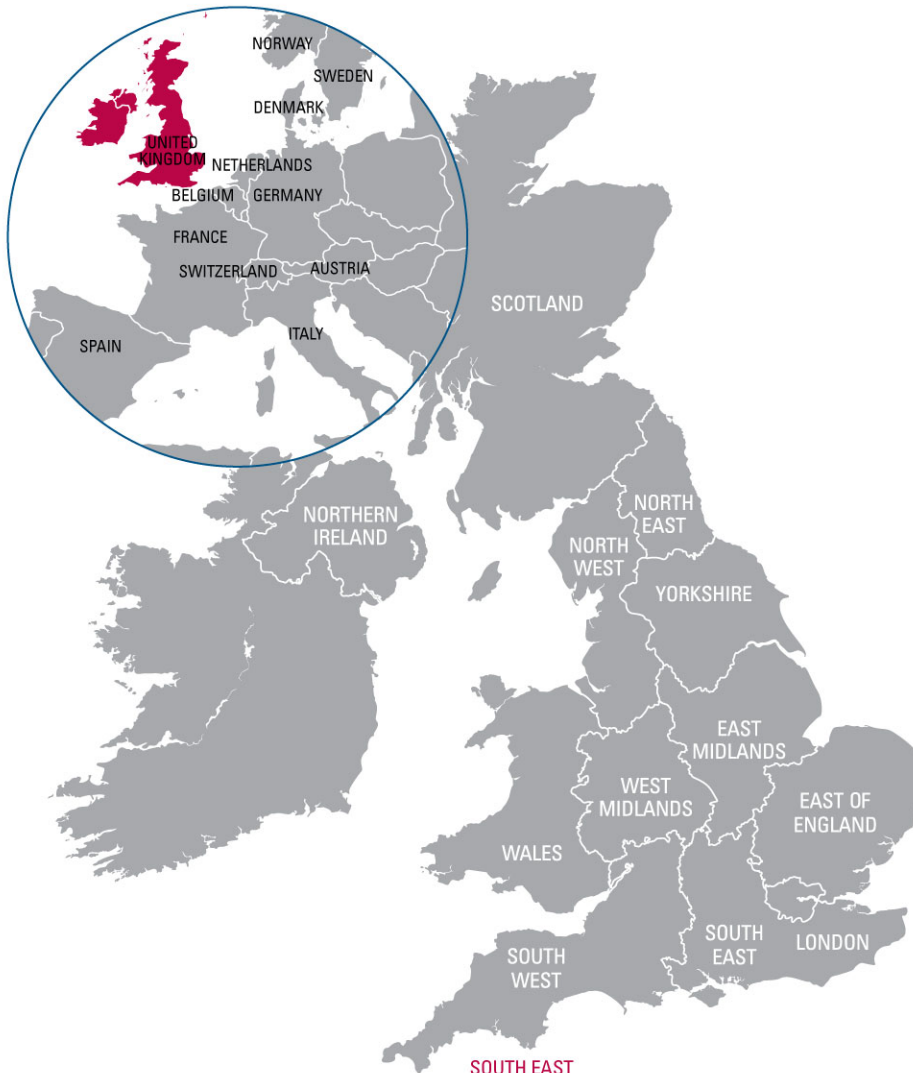 NORWAY
SWEDEN
DENMARK
UNITED
KINGDOM
NETHERLANDS
BELGIUM
GERMANY
FRANCE
SWITZERLAND
AUSTRIA
SPAIN
ITALY
SCOTLAND
NORTHERN
IRELAND
NORTH
EAST
NORTH
WEST
YORKSHIRE
EAST
MIDLANDS
WEST
MIDLANDS
EAST OF
ENGLAND
WALES
SOUTH
EAST
LONDON
SOUTH
WEST
SOUTH EAST